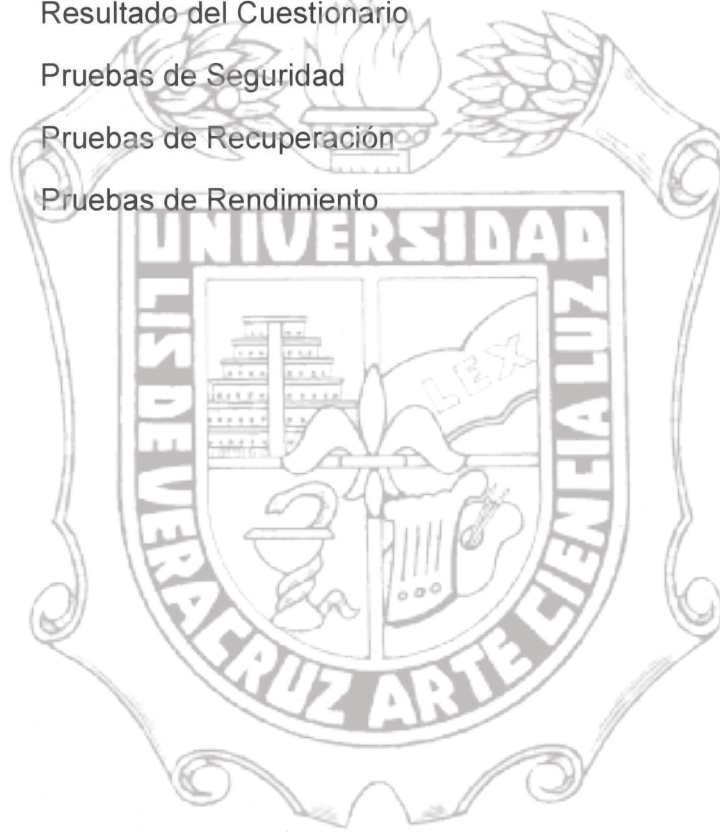 Resultado del Cuestionario
Pruebas de Seguridad
Pruebas de Recuperación
Pruebas de Rendimiento
UNIVERSIDAD
LIS DE VERACRUZ ARTE CIENCIA LUZ
LEX